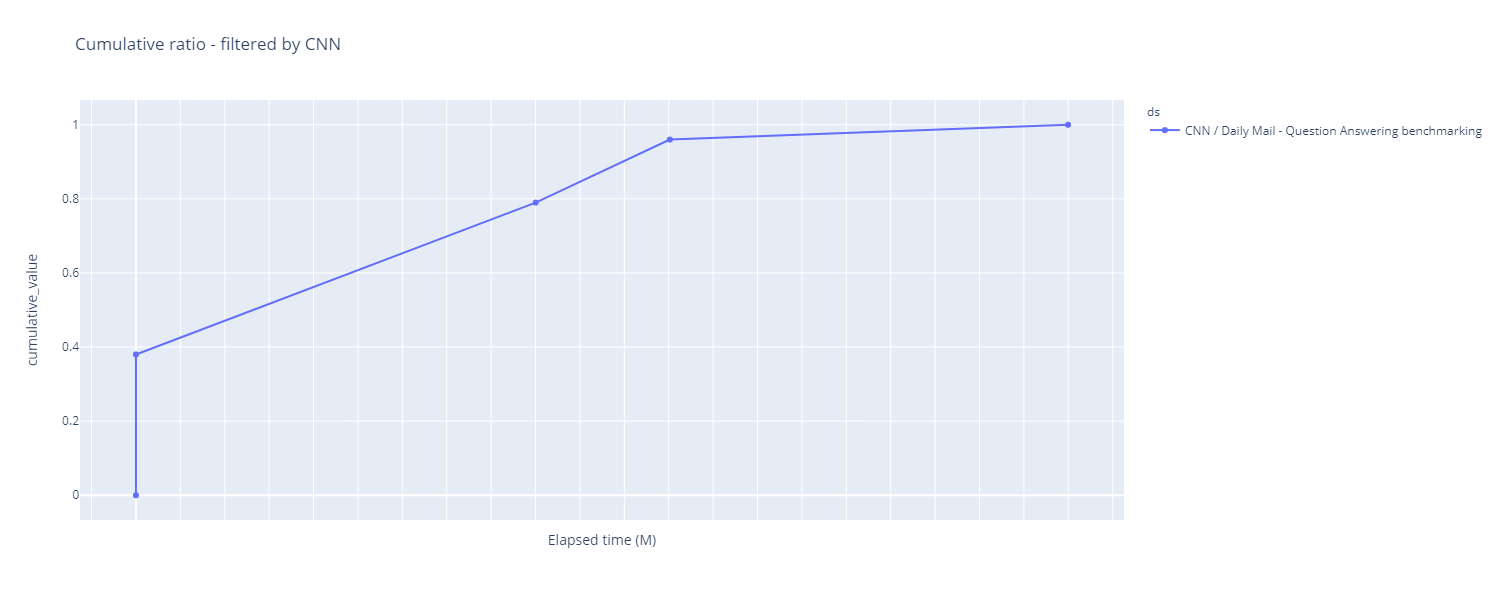 Cumulative ratio - filtered by CNN
ds
CNN / Daily Mail - Question Answering benchmarking
1
0.8
0.6
0.4
0.2
0
cumulative_value
Elapsed time (M)